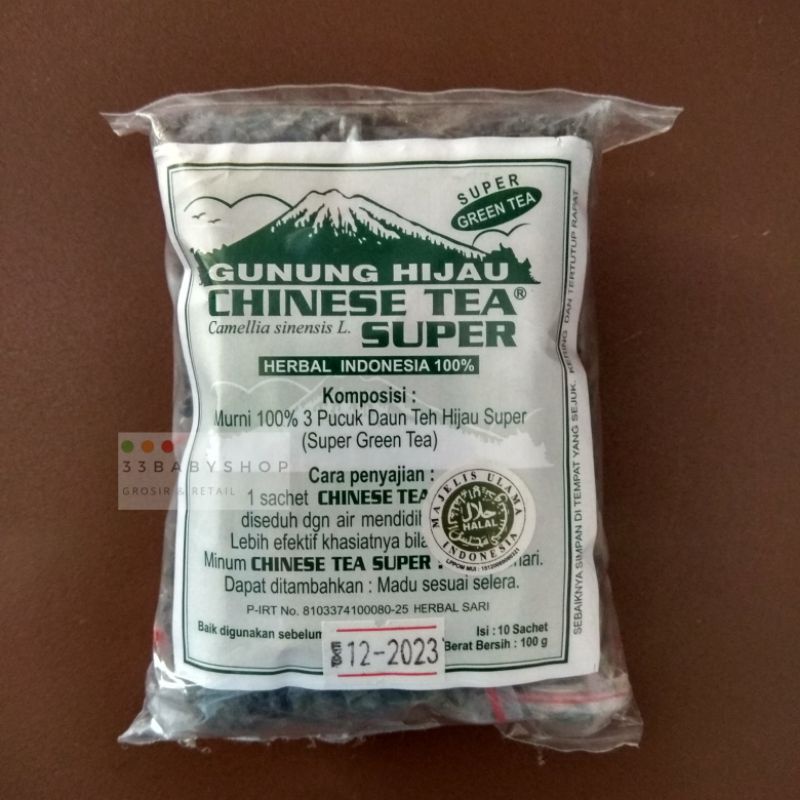 SUPER
GREEN TEA
GUNUNG HIJAU
CHINESE TEA®
Camellia sinensis L. SUPER
HERBAL INDONESIA 100%
Komposisi :
Murni 100% 3 Pucuk Daun Teh Hijau Super
(Super Green Tea)
33BABYSHOP
GROSIR & RETAIL
Cara penyajian :
1 sachet CHINESE TEA
diseduh dgn air mendidi
Lebih efektif khasiatnya bila
Minum CHINESE TEA SUPER : hari.
Dapat ditambahkan : Madu sesuai selera.
MAJELIS ULAMA
حلال
HALAL
INDONESIA
P-IRT No. 8103374100080-25 HERBAL SARI
Baik digunakan sebelum
12-2023
Isi : 10 Sachet
Berat Bersih : 100 g
SEBAIKNYA SIMPAN DI TEMPAT YANG SEJUK, KERING DAN TERTUTUP RAPAT